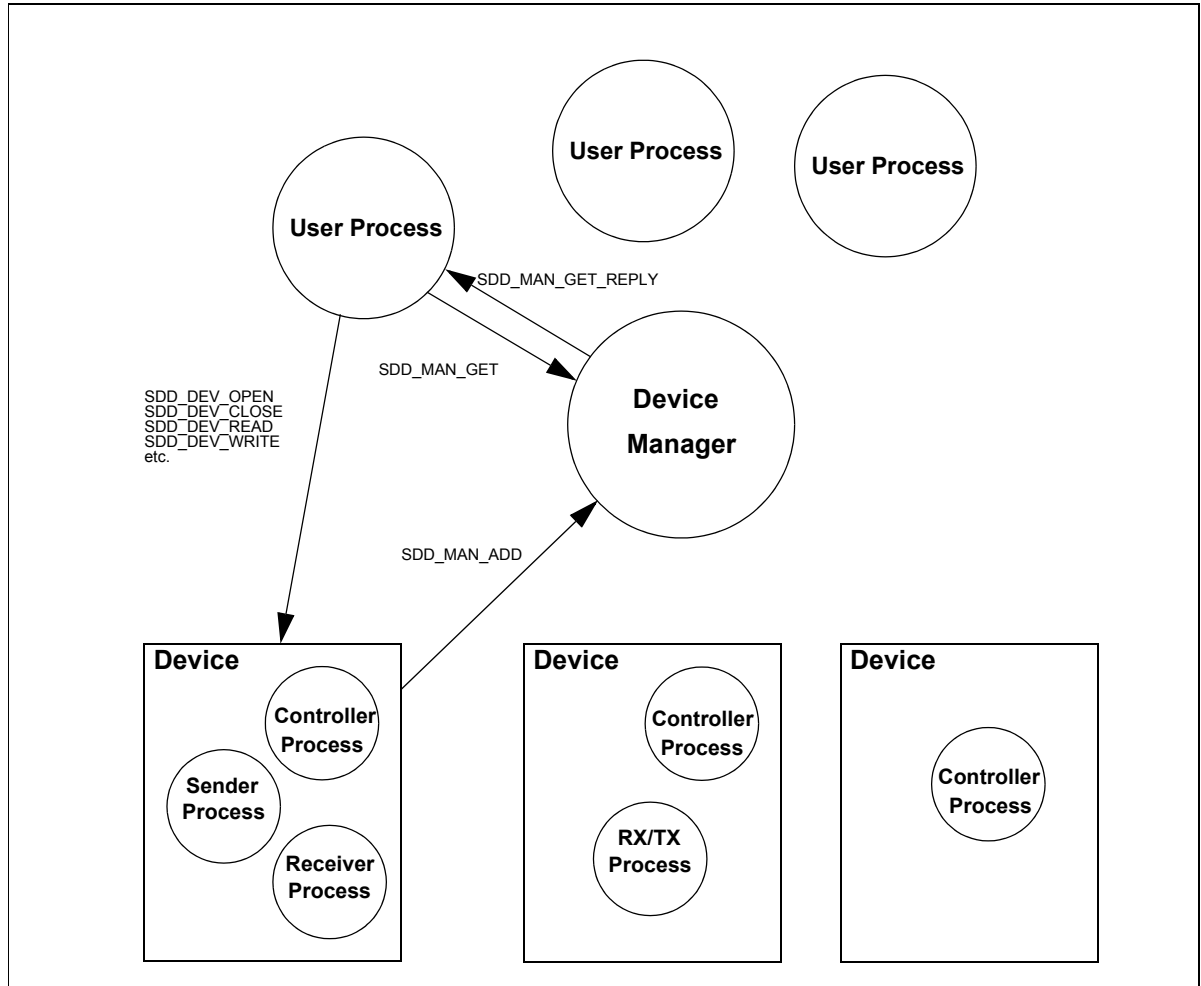 User Process
User Process
User Process
SDD_MAN_GET_REPLY
SDD_MAN_GET
SDD_DEV_OPEN
SDD_DEV_CLOSE
SDD_DEV_READ
SDD_DEV_WRITE
etc.
Device
Manager
SDD_MAN_ADD
Device
Controller
Process
Sender
Process
Receiver
Process
Device
Controller
Process
RX/TX
Process
Device
Controller
Process